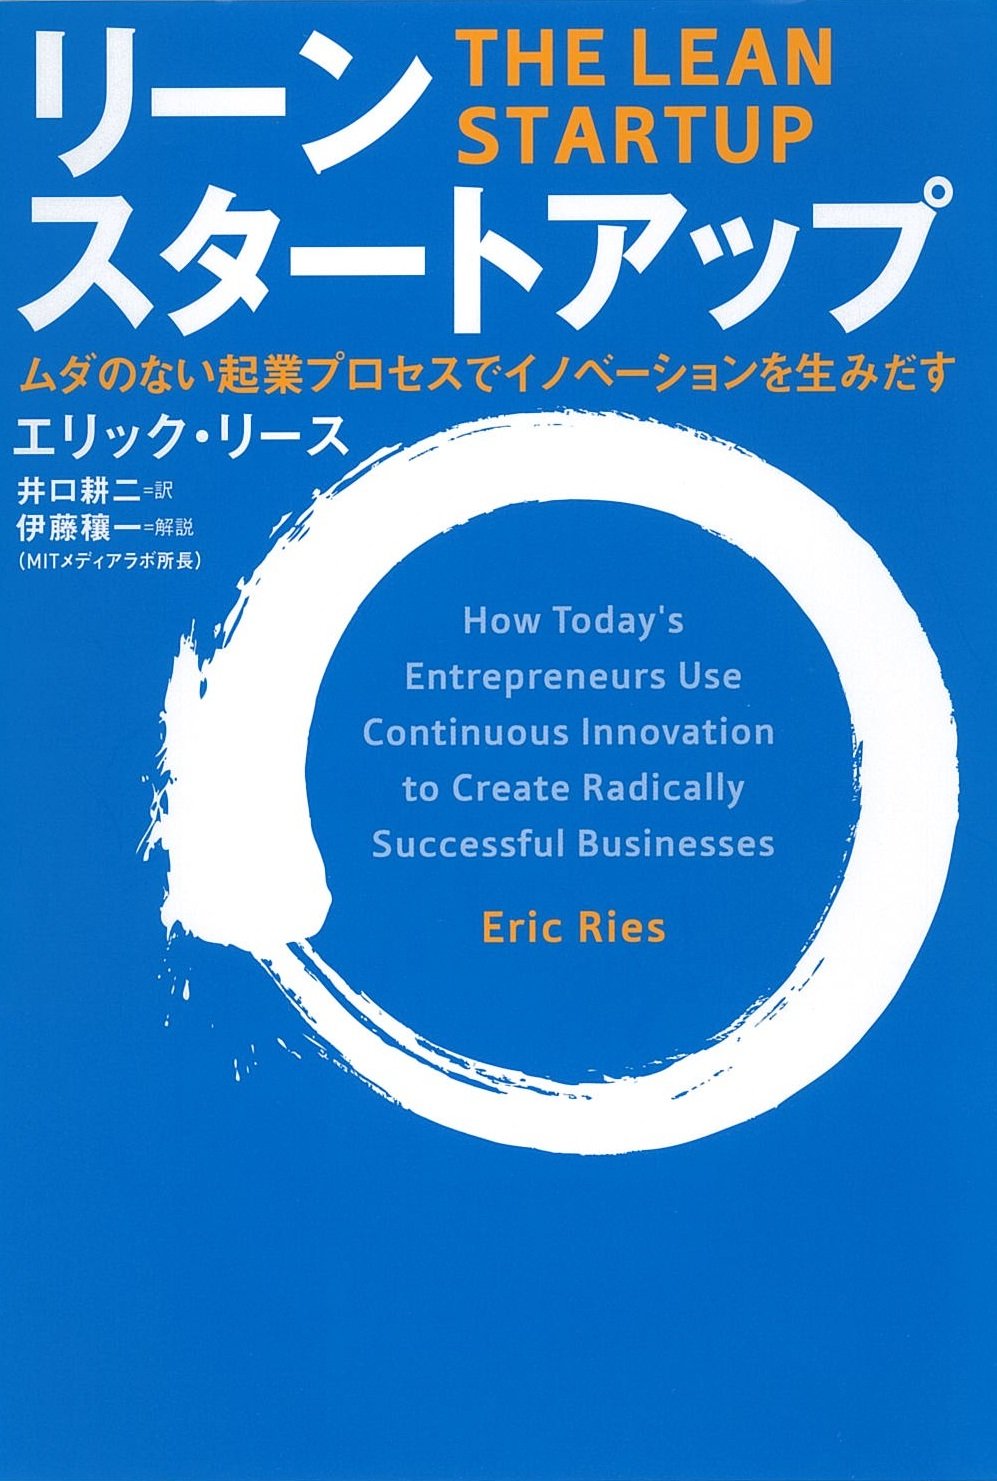 リーン
THE LEAN
STARTUP
スタートアップ
ムダのない起業プロセスでイノベーションを生みだす
エリック・リース
井口耕二=訳
伊藤穰一=解説
(MITメディアラボ所長)
How Today's
Entrepreneurs Use
Continuous Innovation
to Create Radically
Successful Businesses
Eric Ries